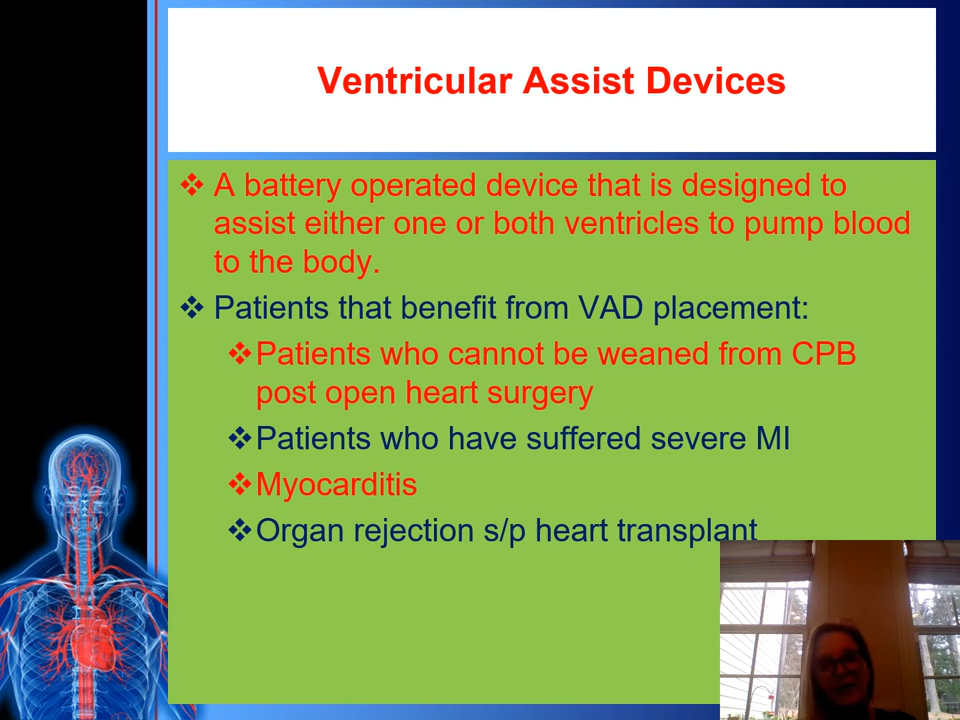 Ventricular Assist Devices
❖ A battery operated device that is designed to
assist either one or both ventricles to pump blood
to the body.
❖ Patients that benefit from VAD placement:
❖Patients who cannot be weaned from CPB
post open heart surgery
❖Patients who have suffered severe MI
❖Myocarditis
❖Organ rejection s/p heart transplant